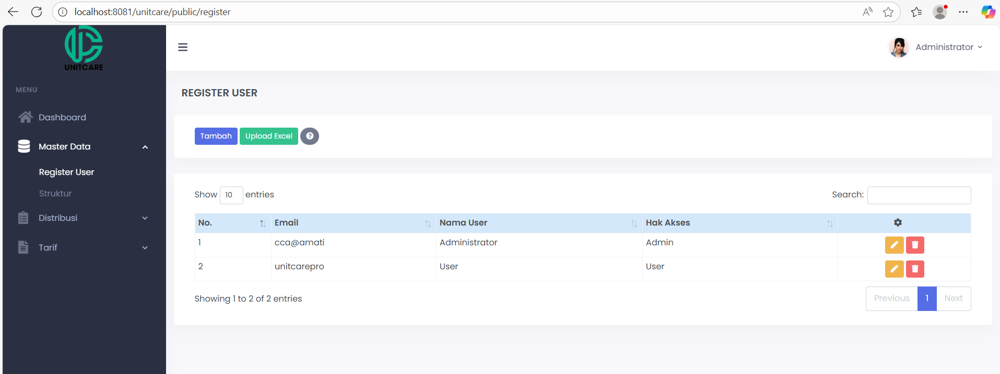 localhost:8081/unitcare/public/register
UNITCARE
Administrator
MENU
REGISTER USER
Dashboard
Tambah Upload Excel ?
Master Data
Register User
Struktur
Distribusi
Tarif
Show 10 entries Search:
No. Email Nama User Hak Akses
1 cca@amati Administrator Admin
2 unitcarepro User User
Showing 1 to 2 of 2 entries
Previous 1 Next